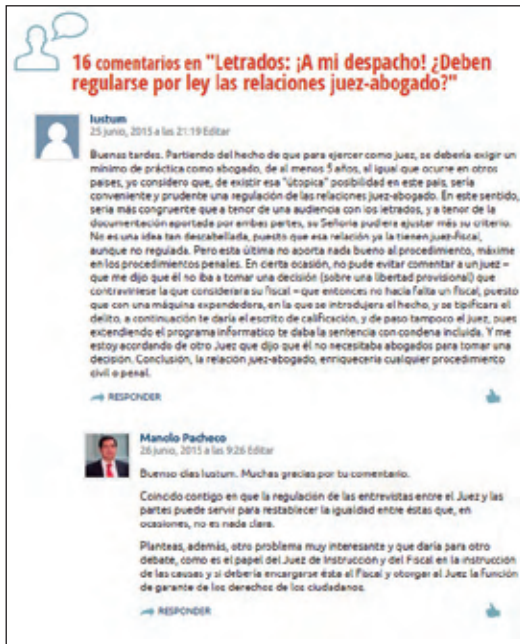 16 comentarios en "Letrados: ¡A mi despacho! ¿Deben
regularse por ley las relaciones juez-abogado?"
Iustum
25 junio, 2015 a las 21:19 Editar
Buenas tardes. Partiendo del hecho de que para ejercer como juez, se debería exigir un
mínimo de práctica como abogado, de al menos 5 años, al igual que ocurre en otros
paises, yo considero que, de existir esa "útopica" posibilidad en este país, sería
conveniente y prudente una regulación de las relaciones juez-abogado. En este sentido,
sería más congruente que a tenor de una audiencia con los letrados, y a tenor de la
documentación aportada por ambas partes, su Señoria pudiera ajustar más su criterio.
No es una idea tan descabellada, puesto que esa relación ya la tienen juez-fiscal,
aunque no regulada. Pero esta última no aporta nada bueno al procedimiento, máxime
en los procedimientos penales. En cierta ocasión, no pude evitar comentar a un juez –
que me dijo que él no iba a tomar una decisión (sobre una libertad provisional) que
contraviniese la que considerara su fiscal – que entonces no hacía falta un fiscal, puesto
que con una máquina expendedora, en la que se introdujera el hecho, y se tipificara el
delito, a continuación te daría el escrito de calificación, y de paso tampoco el juez, pues
extendiendo el programa informatico te daba la sentencia con condena incluida. Y me
estoy acordando de otro Juez que dijo que él no necesitaba abogados para tomar una
decisión. Conclusión, la relación juez-abogado, enriquecería cualquier procedimiento
civil o penal.
RESPONDER
Manolo Pacheco
26 junio, 2015 a las 9:26 Editar
Buenso días Iustum. Muchas gracias por tu comentario.
Coincido contigo en que la regulación de las entrevistas entre el Juez y las
partes puede servir para restablecer la igualdad entre éstas que, en
ocasiones, no es nada clara.
Planteas, además, otro problema muy interesante y que daría para otro
debate, como es el papel del Juez de Instrucción y del Fiscal en la instrucción
de las causas y si debería encargarse ésta al Fiscal y otorgar al Juez la función
de garante de los derechos de los ciudadanos.
RESPONDER